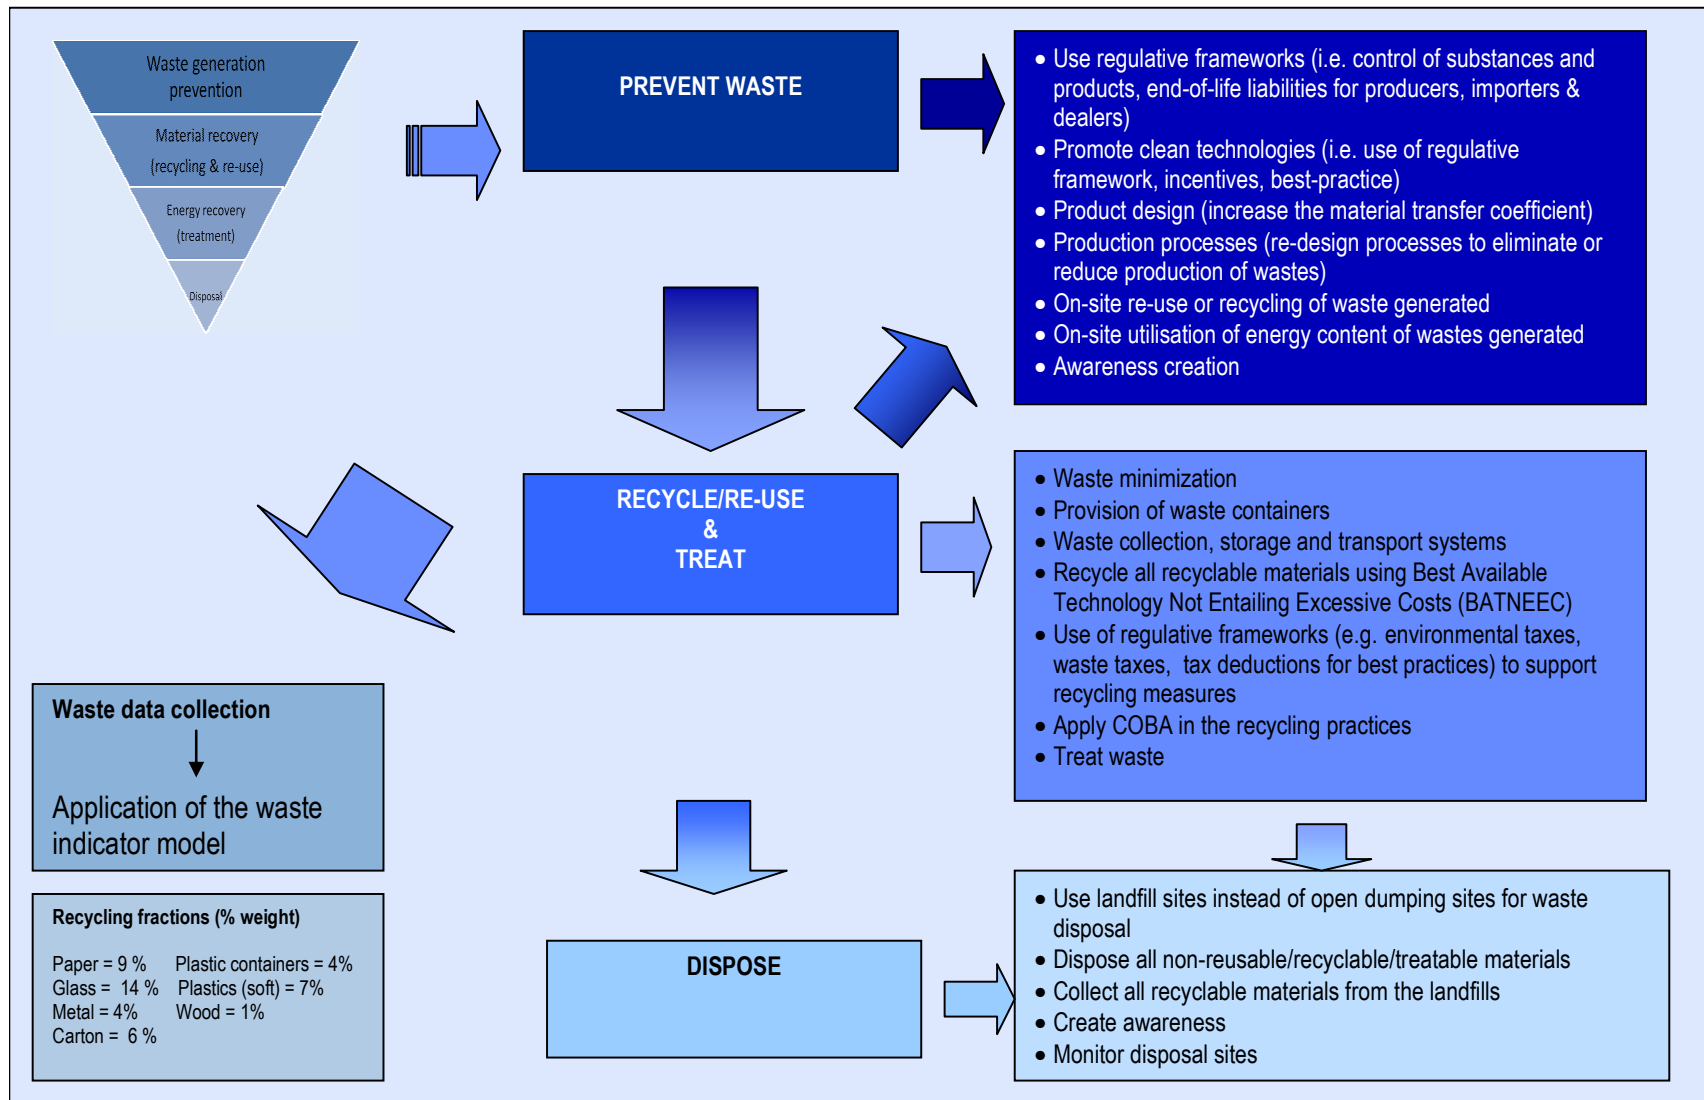 Waste generation
prevention
Material recovery
(recycling & re-use)
Energy recovery
(treatment)
Disposal
PREVENT WASTE
• Use regulative frameworks (i.e. control of substances and
products, end-of-life liabilities for producers, importers &
dealers)
• Promote clean technologies (i.e. use of regulative
framework, incentives, best-practice)
• Product design (increase the material transfer coefficient)
• Production processes (re-design processes to eliminate or
reduce production of wastes)
• On-site re-use or recycling of waste generated
• On-site utilisation of energy content of wastes generated
• Awareness creation
RECYCLE/RE-USE
&
TREAT
• Waste minimization
• Provision of waste containers
• Waste collection, storage and transport systems
• Recycle all recyclable materials using Best Available
Technology Not Entailing Excessive Costs (BATNEEC)
• Use of regulative frameworks (e.g. environmental taxes,
waste taxes, tax deductions for best practices) to support
recycling measures
• Apply COBA in the recycling practices
• Treat waste
Waste data collection
Application of the waste
indicator model
Recycling fractions (% weight)
Paper = 9 % Plastic containers = 4%
Glass = 14 % Plastics (soft) = 7%
Metal = 4% Wood = 1%
Carton = 6 %
DISPOSE
• Use landfill sites instead of open dumping sites for waste
disposal
• Dispose all non-reusable/recyclable/treatable materials
• Collect all recyclable materials from the landfills
• Create awareness
• Monitor disposal sites